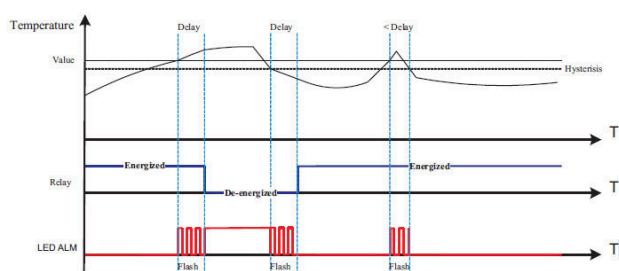 Temperature
Delay
Delay
< Delay
Value
Hysterisis
T
Energized
Energized
T
Relay
De-energized
LED ALM
T
Flash
Flash
Flash